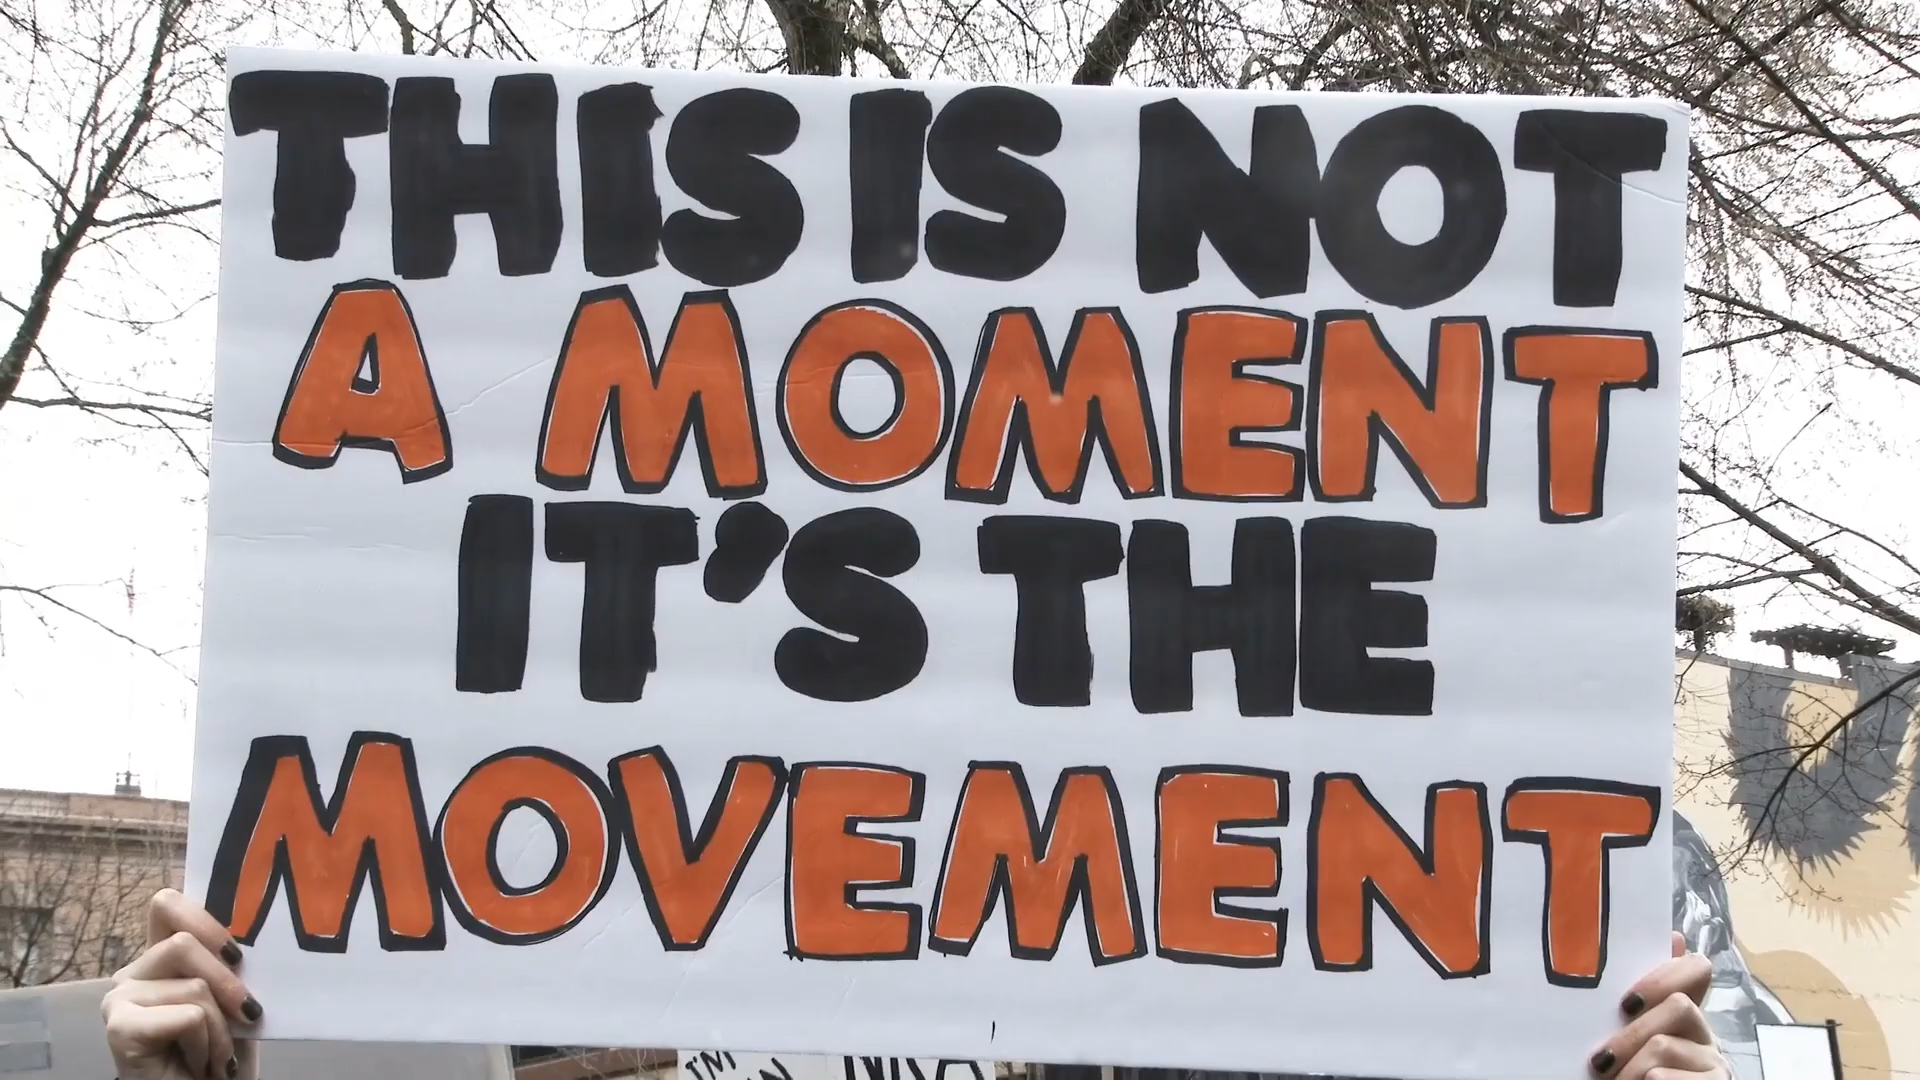 THIS IS NOT
A MOMENT
IT'S THE
MOVEMENT
I'M